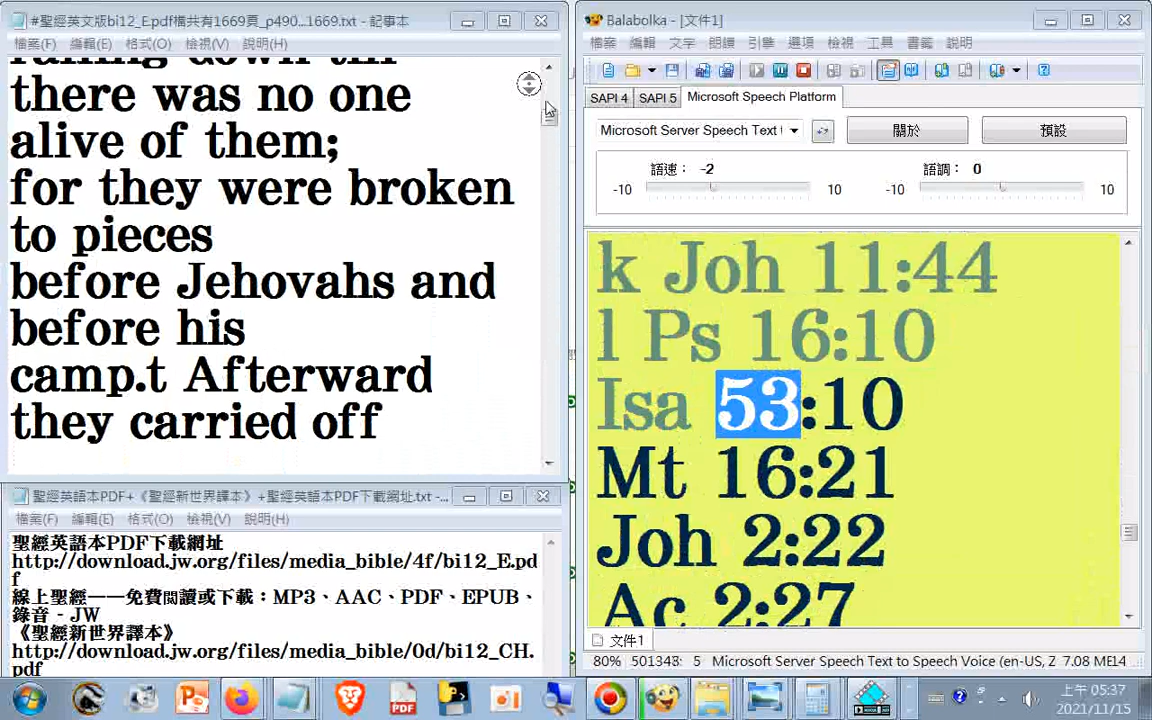 #聖經英文版bi12_E.pdf檔共有1669頁_p490...1669.txt - 記事本
檔案(F) 編輯(E) 格式(O) 檢視(V) 說明(H)
falling down till
there was no one
alive of them;
for they were broken
to pieces
before Jehovahs and
before his
camp.t Afterward
they carried off
聖經英語本PDF+《聖經新世界譯本》+聖經英語本PDF下載網址.txt - ...
檔案(F) 編輯(E) 格式(O) 檢視(V) 說明(H)
聖經英語本PDF下載網址
http://download.jw.org/files/media_bible/4f/bi12_E.pd
f
線上聖經——免費閱讀或下載：MP3、AAC、PDF、EPUB、
錄音 - JW
《聖經新世界譯本》
http://download.jw.org/files/media_bible/0d/bi12_CH.
pdf
Balabolka - [文件1]
檔案 編輯 文字 朗讀 引擎 選項 檢視 工具 書籤 說明
SAPI 4 SAPI 5 Microsoft Speech Platform
Microsoft Server Speech Text t 關於 預設
語速： -2 語調： 0
-10 10 -10 10
k Joh 11:44
l Ps 16:10
Isa 53:10
Mt 16:21
Joh 2:22
Ac 2:27
文件1
80% 501343: 5 Microsoft Server Speech Text to Speech Voice (en-US, Z 7.08 ME14
PDF
上午 05:37
2021/11/15